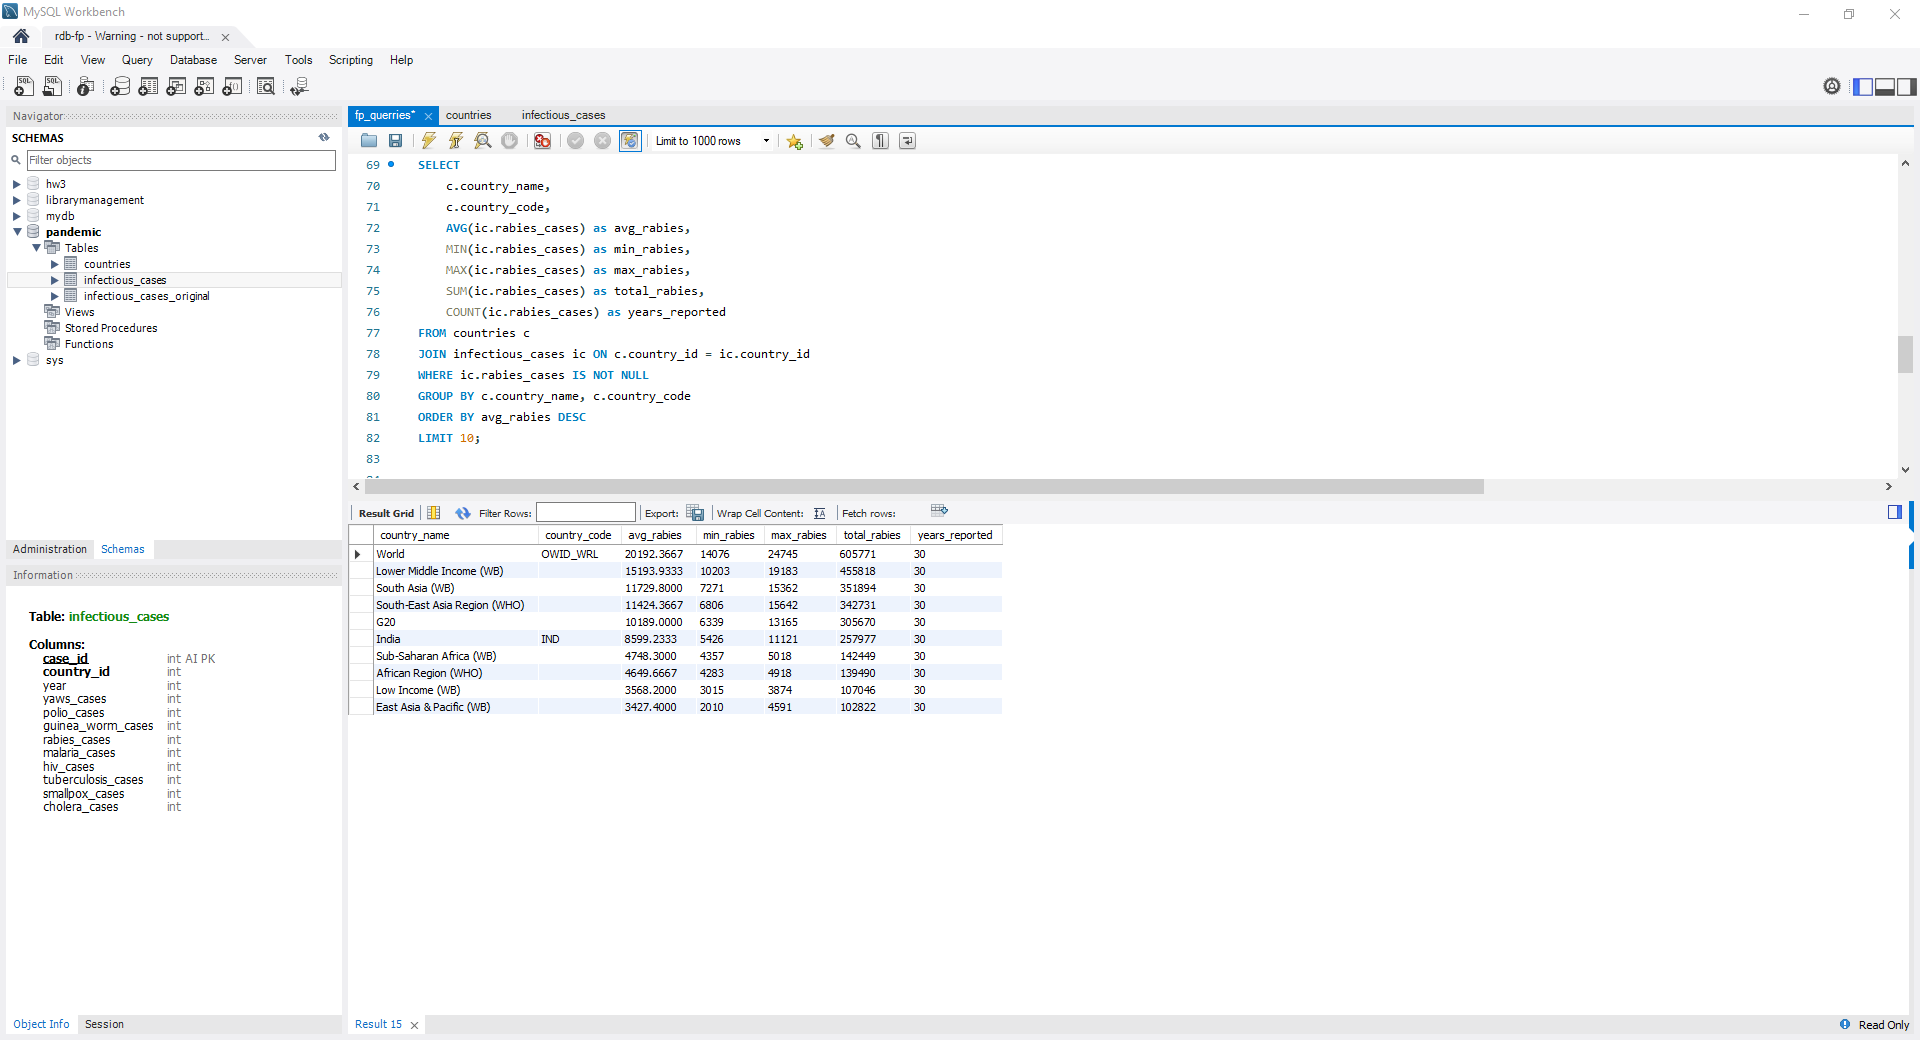 MySQL Workbench
rdb-fp - Warning - not support...
File Edit View Query Database Server Tools Scripting Help
Navigator
SCHEMAS
Filter objects
hw3
librarymanagement
mydb
pandemic
Tables
countries
infectious_cases
infectious_cases_original
Views
Stored Procedures
Functions
sys
Administration Schemas
Information
Table: infectious_cases
Columns:
case_id int AI PK
country_id int
year int
yaws_cases int
polio_cases int
guinea_worm_cases int
rabies_cases int
malaria_cases int
hiv_cases int
tuberculosis_cases int
smallpox_cases int
cholera_cases int
Object Info Session
fp_querries* countries infectious_cases
Limit to 1000 rows
69 SELECT
70 c.country_name,
71 c.country_code,
72 AVG(ic.rabies_cases) as avg_rabies,
73 MIN(ic.rabies_cases) as min_rabies,
74 MAX(ic.rabies_cases) as max_rabies,
75 SUM(ic.rabies_cases) as total_rabies,
76 COUNT(ic.rabies_cases) as years_reported
77 FROM countries c
78 JOIN infectious_cases ic ON c.country_id = ic.country_id
79 WHERE ic.rabies_cases IS NOT NULL
80 GROUP BY c.country_name, c.country_code
81 ORDER BY avg_rabies DESC
82 LIMIT 10;
83
Result Grid Filter Rows: Export: Wrap Cell Content: Fetch rows:
country_name country_code avg_rabies min_rabies max_rabies total_rabies years_reported
World OWID_WRL 20192.3667 14076 24745 605771 30
Lower Middle Income (WB) 15193.9333 10203 19183 455818 30
South Asia (WB) 11729.8000 7271 15362 351894 30
South-East Asia Region (WHO) 11424.3667 6806 15642 342731 30
G20 10189.0000 6339 13165 305670 30
India IND 8599.2333 5426 11121 257977 30
Sub-Saharan Africa (WB) 4748.3000 4357 5018 142449 30
African Region (WHO) 4649.6667 4283 4918 139490 30
Low Income (WB) 3568.2000 3015 3874 107046 30
East Asia & Pacific (WB) 3427.4000 2010 4591 102822 30
Result 15
Read Only